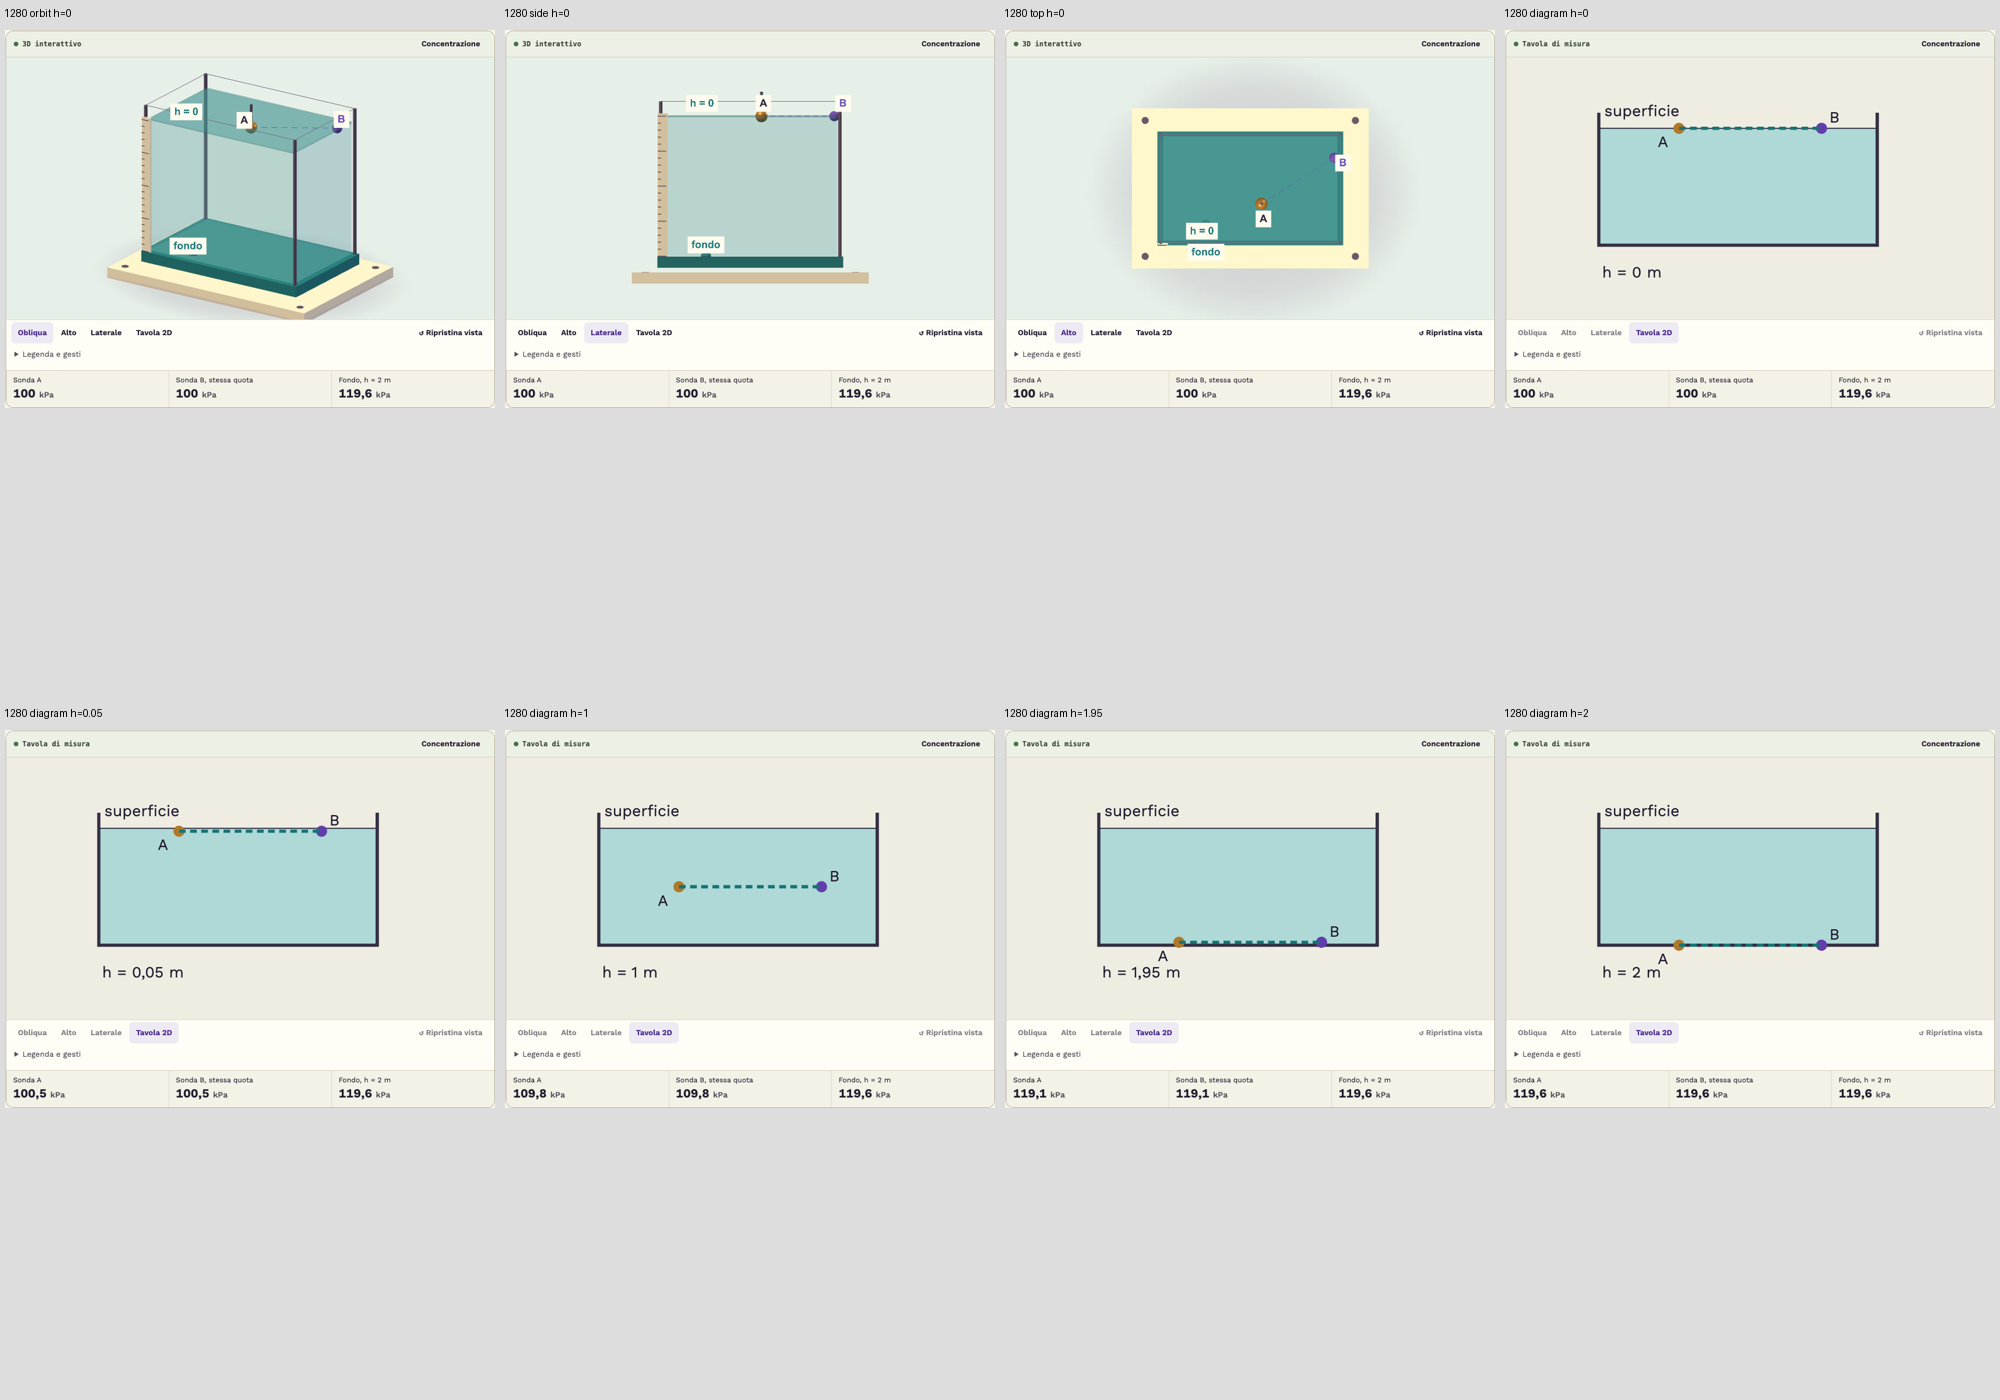 1280 orbit h=0
● 3D interattivo
Concentrazione
h = 0
A
B
fondo
Obliqua
Alto
Laterale
Tavola 2D
↺ Ripristina vista
▶ Legenda e gesti
Sonda A
100 kPa
Sonda B, stessa quota
100 kPa
Fondo, h = 2 m
119,6 kPa
1280 side h=0
● 3D interattivo
Concentrazione
h = 0
A
B
fondo
Obliqua
Alto
Laterale
Tavola 2D
↺ Ripristina vista
▶ Legenda e gesti
Sonda A
100 kPa
Sonda B, stessa quota
100 kPa
Fondo, h = 2 m
119,6 kPa
1280 top h=0
● 3D interattivo
Concentrazione
B
A
h = 0
fondo
Obliqua
Alto
Laterale
Tavola 2D
↺ Ripristina vista
▶ Legenda e gesti
Sonda A
100 kPa
Sonda B, stessa quota
100 kPa
Fondo, h = 2 m
119,6 kPa
1280 diagram h=0
● Tavola di misura
Concentrazione
superficie
B
A
h = 0 m
Obliqua
Alto
Laterale
Tavola 2D
↺ Ripristina vista
▶ Legenda e gesti
Sonda A
100 kPa
Sonda B, stessa quota
100 kPa
Fondo, h = 2 m
119,6 kPa
1280 diagram h=0.05
● Tavola di misura
Concentrazione
superficie
B
A
h = 0,05 m
Obliqua
Alto
Laterale
Tavola 2D
↺ Ripristina vista
▶ Legenda e gesti
Sonda A
100,5 kPa
Sonda B, stessa quota
100,5 kPa
Fondo, h = 2 m
119,6 kPa
1280 diagram h=1
● Tavola di misura
Concentrazione
superficie
B
A
h = 1 m
Obliqua
Alto
Laterale
Tavola 2D
↺ Ripristina vista
▶ Legenda e gesti
Sonda A
109,8 kPa
Sonda B, stessa quota
109,8 kPa
Fondo, h = 2 m
119,6 kPa
1280 diagram h=1.95
● Tavola di misura
Concentrazione
superficie
B
A
h = 1,95 m
Obliqua
Alto
Laterale
Tavola 2D
↺ Ripristina vista
▶ Legenda e gesti
Sonda A
119,1 kPa
Sonda B, stessa quota
119,1 kPa
Fondo, h = 2 m
119,6 kPa
1280 diagram h=2
● Tavola di misura
Concentrazione
superficie
B
A
h = 2 m
Obliqua
Alto
Laterale
Tavola 2D
↺ Ripristina vista
▶ Legenda e gesti
Sonda A
119,6 kPa
Sonda B, stessa quota
119,6 kPa
Fondo, h = 2 m
119,6 kPa